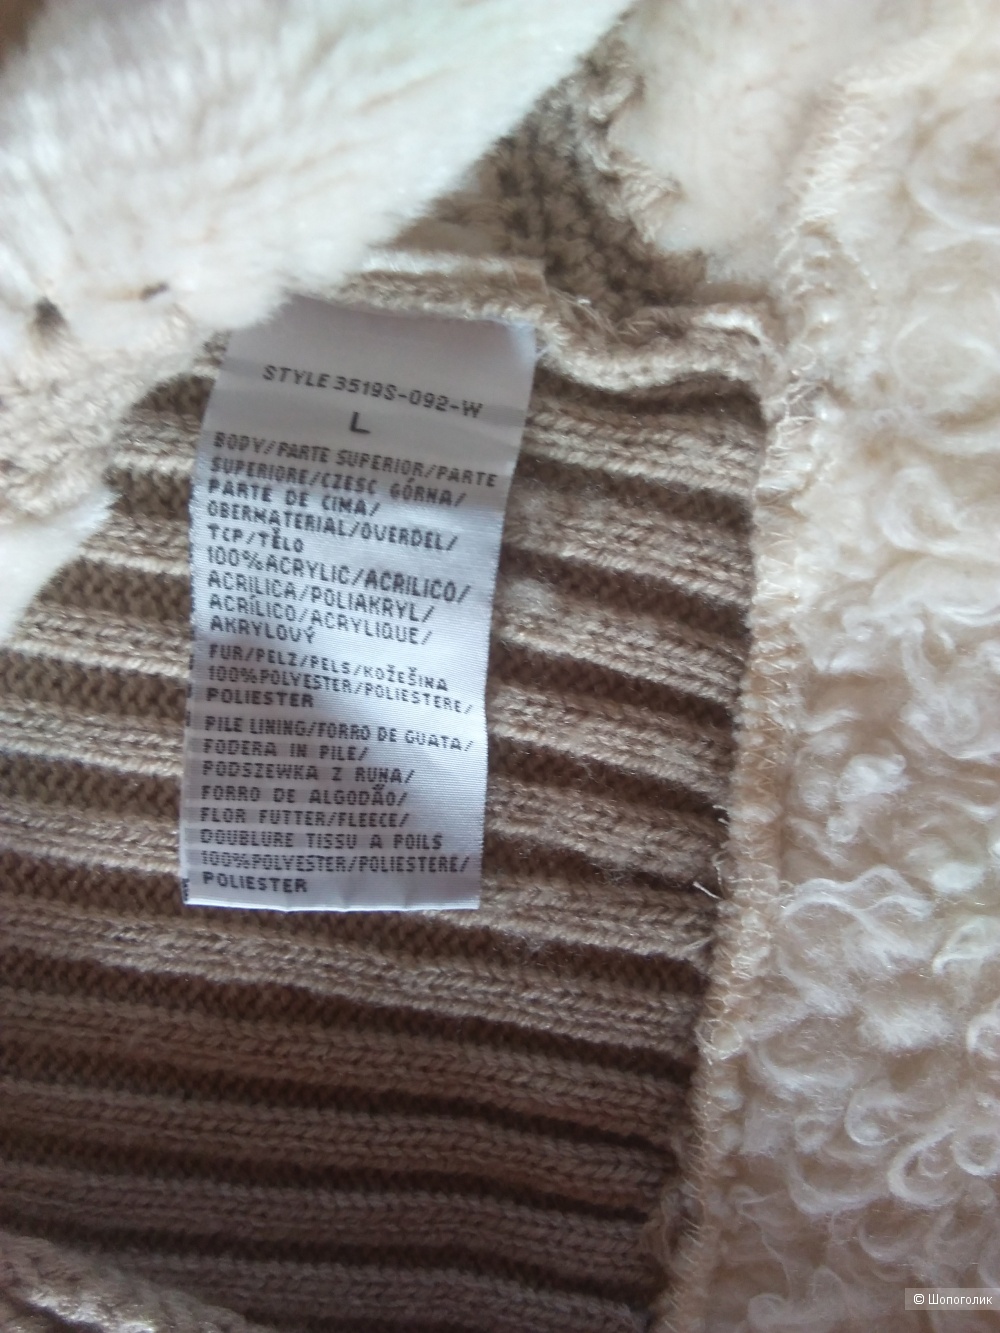 STYLE 3519S-092-W
L
BODY/PARTE SUPERIOR/PARTE
SUPERIORE/CZESC GÓRNA/
PARTE DE CIMA/
OBERMATERIAL/OVERDEL/
TCP/TĚLO
100%ACRYLIC/ACRILICO/
ACRILICA/POLIAKRYL/
ACRÍLICO/ACRYLIQUE/
AKRYLOVÝ
FUR/PELZ/PELS/KOŽEŠINA
100%POLYESTER/POLIESTERE/
POLIESTER
PILE LINING/FORRO DE GUATA/
FODERA IN PILE/
PODSZEWKA Z RUNA/
FORRO DE ALGODÃO/
FLOR FUTTER/FLEECE/
DOUBLURE TISSU A POILS
100%POLYESTER/POLIESTERE/
POLIESTER
© Шопоголик